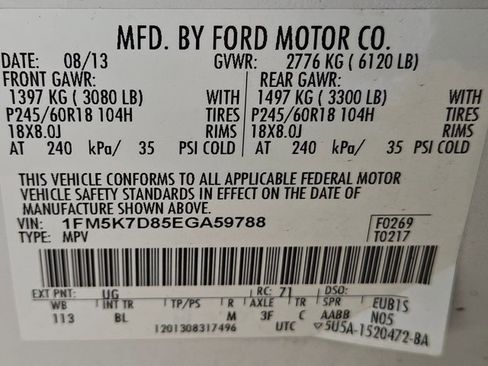 MFD. BY FORD MOTOR CO.
DATE: 08/13 GVWR: 2776 KG ( 6120 LB)
FRONT GAWR: REAR GAWR:
1397 KG ( 3080 LB) WITH 1497 KG ( 3300 LB) WITH
P245/60R18 104H TIRES P245/60R18 104H TIRES
18X8.0J RIMS 18X8.0J RIMS
AT 240 kPa/ 35 PSI COLD AT 240 kPa/ 35 PSI COLD
THIS VEHICLE CONFORMS TO ALL APPLICABLE FEDERAL MOTOR
VEHICLE SAFETY STANDARDS IN EFFECT ON THE DATE OF
MANUFACTURE SHOWN ABOVE.
VIN: 1FM5K7D85EGA59788 F0269
TYPE: MPV T0217
EXT PNT: UG RC: 71 DSO:
WB INT TR TP/PS R AXLE TR SPR EUB1S
113 BL M 3F C AABB N05
1201308317496 UTC ▽5U5A-1520472-BA